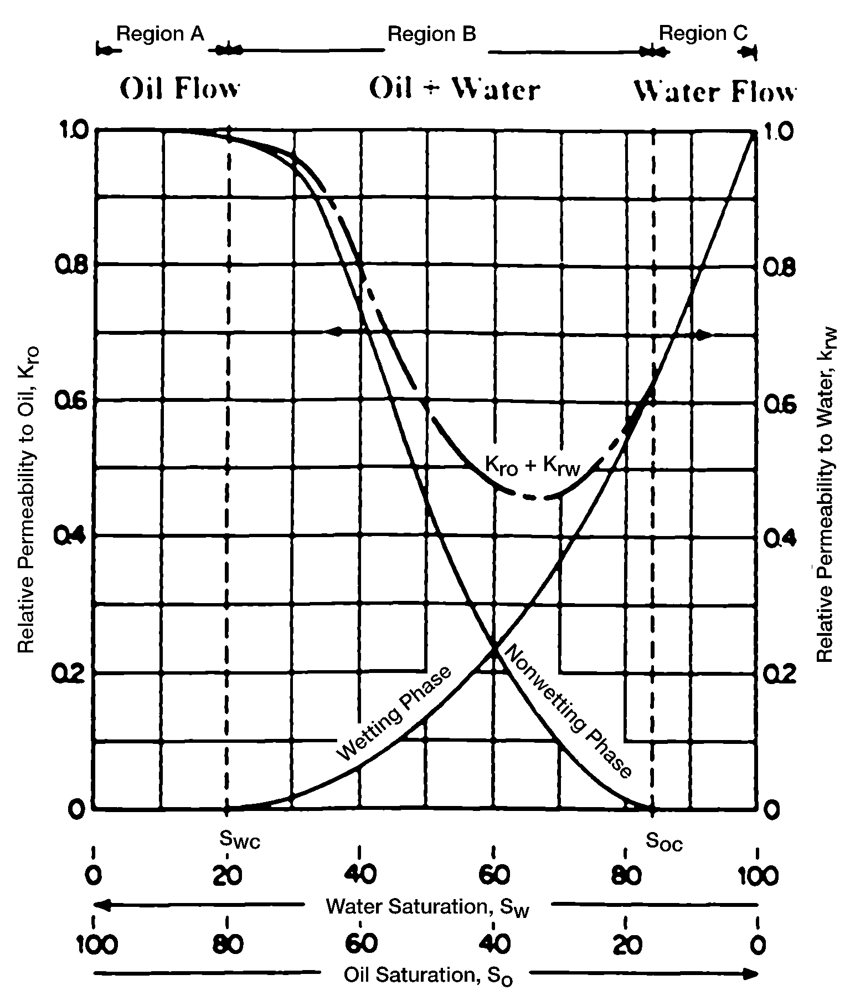 Region A Region B Region C
Oil Flow Oil + Water Water Flow
1.0 1.0
0.8 0.8
0.6 0.6
0.4 0.4
0.2 0.2
0 0
Relative Permeability to Oil, Kro
Relative Permeability to Water, krw
Kro + Krw
Wetting Phase
Nonwetting Phase
Swc Soc
0 20 40 60 80 100
Water Saturation, Sw
100 80 60 40 20 0
Oil Saturation, So